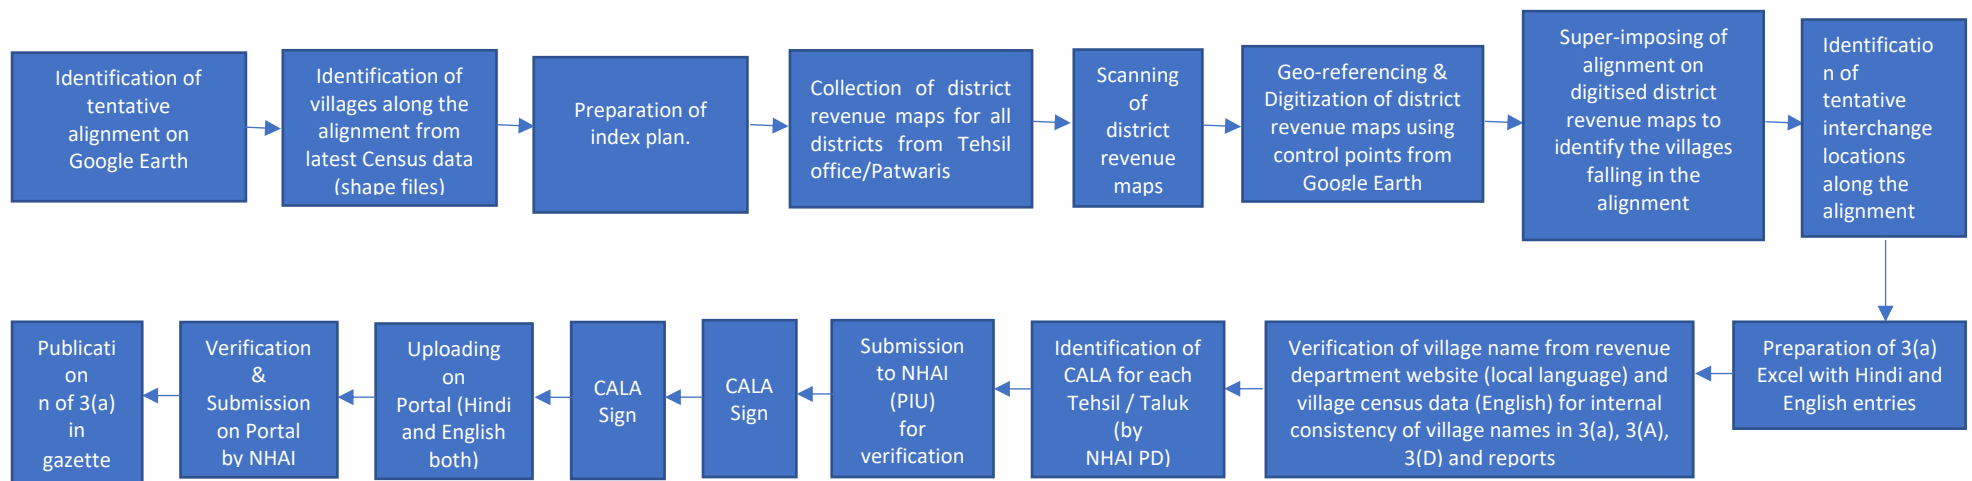 Identification of
tentative
alignment on
Google Earth
Identification of
villages along the
alignment from
latest Census data
(shape files)
Preparation of
index plan.
Collection of district
revenue maps for all
districts from Tehsil
office/Patwaris
Scanning
of
district
revenue
maps
Geo-referencing &
Digitization of district
revenue maps using
control points from
Google Earth
Super-imposing of
alignment on
digitised district
revenue maps to
identify the villages
falling in the
alignment
Identificatio
n of
tentative
interchange
locations
along the
alignment
Preparation of 3(a)
Excel with Hindi and
English entries
Verification of village name from revenue
department website (local language) and
village census data (English) for internal
consistency of village names in 3(a), 3(A),
3(D) and reports
Identification of
CALA for each
Tehsil / Taluk
(by
NHAI PD)
Submission
to NHAI
(PIU)
for
verification
CALA
Sign
CALA
Sign
Uploading
on
Portal (Hindi
and English
both)
Verification
&
Submission
on Portal
by NHAI
Publicati
on
n of 3(a)
in
gazette